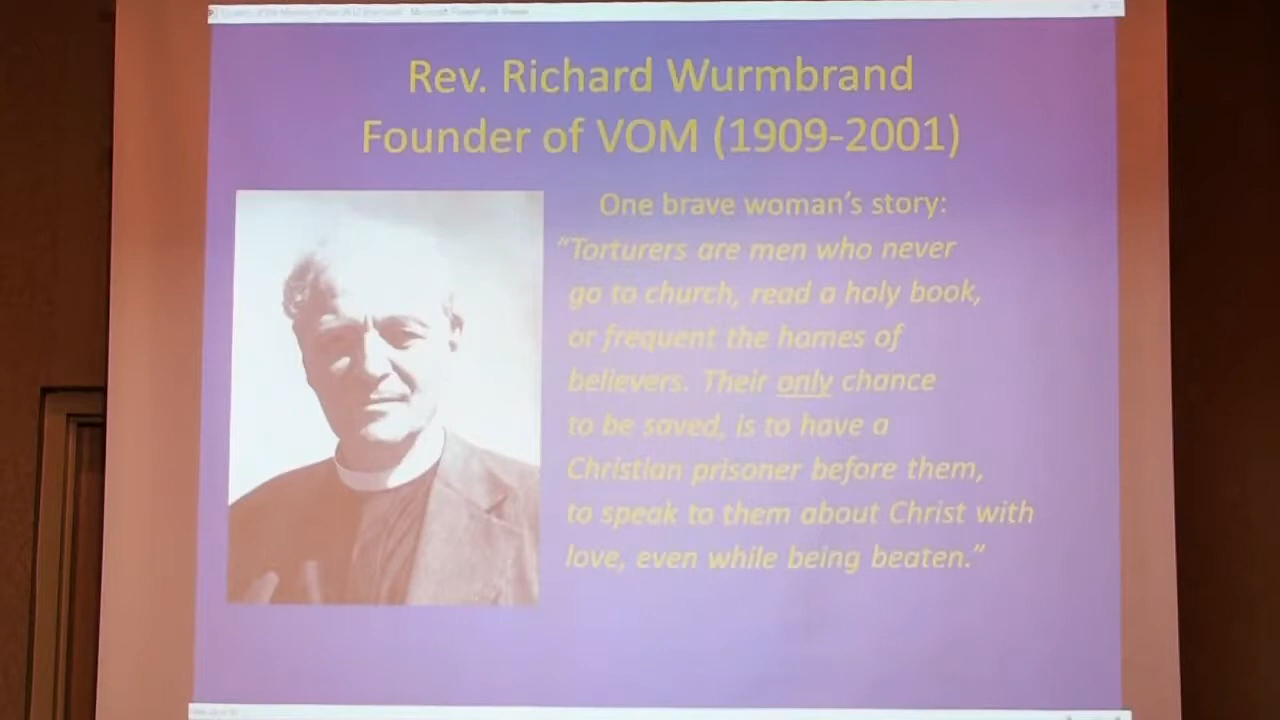 Rev. Richard Wurmbrand
Founder of VOM (1909-2001)
One brave woman's story:
"Torturers are men who never
go to church, read a holy book,
or frequent the homes of
believers. Their only chance
to be saved, is to have a
Christian prisoner before them,
to speak to them about Christ with
love, even while being beaten."